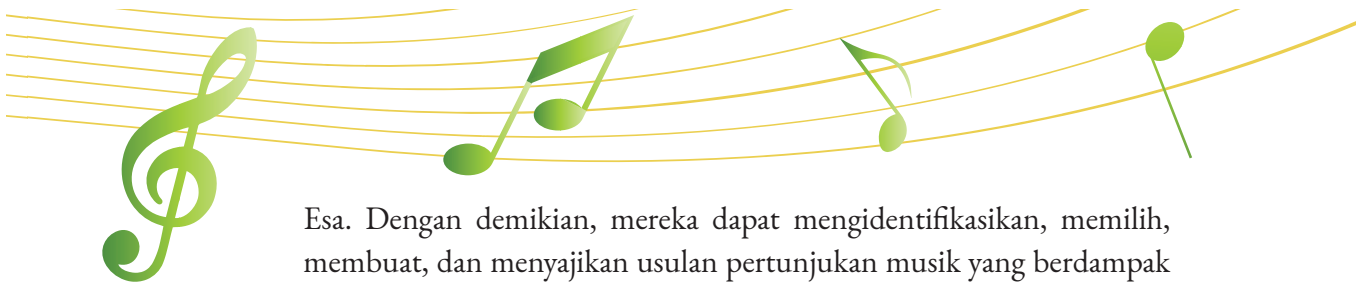 Esa. Dengan demikian, mereka dapat mengidentifikasikan, memilih,
membuat, dan menyajikan usulan pertunjukan musik yang berdampak